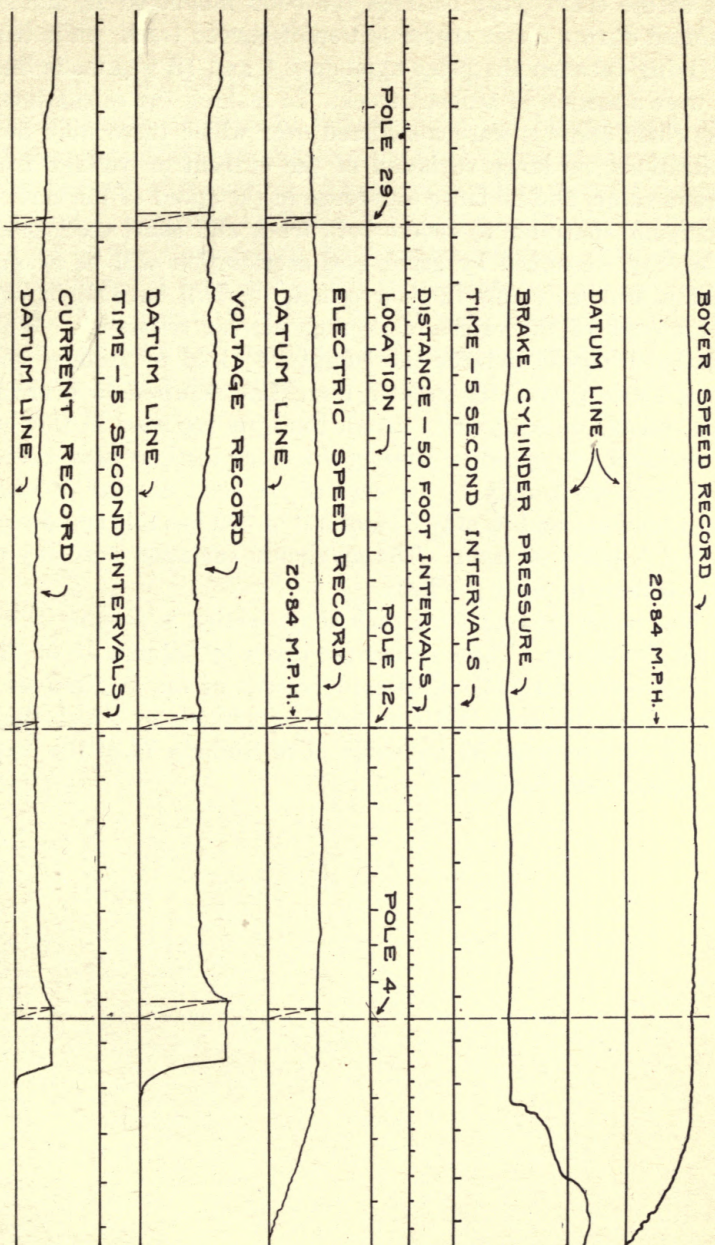 BOYER SPEED RECORD
20.84 M.P.H.
DATUM LINE
BRAKE CYLINDER PRESSURE
TIME - 5 SECOND INTERVALS
DISTANCE - 50 FOOT INTERVALS
POLE 29
LOCATION
POLE 12
POLE 4
ELECTRIC SPEED RECORD
20.84 M.P.H.
DATUM LINE
VOLTAGE RECORD
DATUM LINE
TIME - 5 SECOND INTERVALS
CURRENT RECORD
DATUM LINE